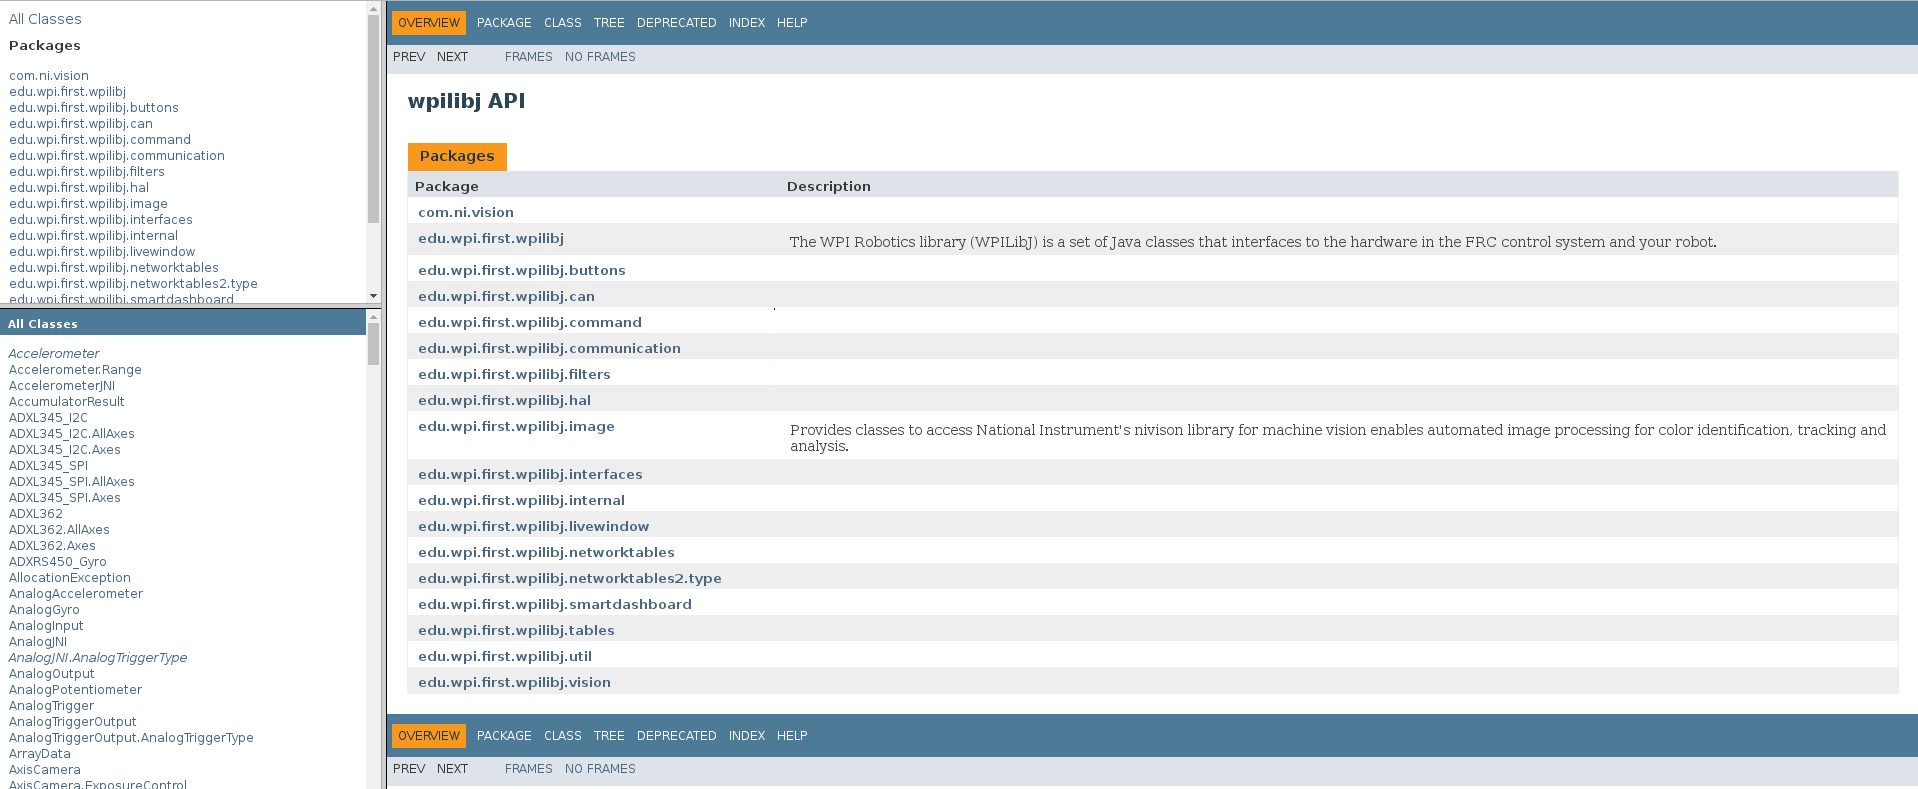 All Classes
Packages
com.ni.vision
edu.wpi.first.wpilibj
edu.wpi.first.wpilibj.buttons
edu.wpi.first.wpilibj.can
edu.wpi.first.wpilibj.command
edu.wpi.first.wpilibj.communication
edu.wpi.first.wpilibj.filters
edu.wpi.first.wpilibj.hal
edu.wpi.first.wpilibj.image
edu.wpi.first.wpilibj.interfaces
edu.wpi.first.wpilibj.internal
edu.wpi.first.wpilibj.livewindow
edu.wpi.first.wpilibj.networktables
edu.wpi.first.wpilibj.networktables2.type
edu.wpi.first.wpilibj.smartdashboard
All Classes
Accelerometer
Accelerometer.Range
AccelerometerJNI
AccumulatorResult
ADXL345_I2C
ADXL345_I2C.AllAxes
ADXL345_I2C.Axes
ADXL345_SPI
ADXL345_SPI.AllAxes
ADXL345_SPI.Axes
ADXL362
ADXL362.AllAxes
ADXL362.Axes
ADXRS450_Gyro
AllocationException
AnalogAccelerometer
AnalogGyro
AnalogInput
AnalogJNI
AnalogJNI.AnalogTriggerType
AnalogOutput
AnalogPotentiometer
AnalogTrigger
AnalogTriggerOutput
AnalogTriggerOutput.AnalogTriggerType
ArrayData
AxisCamera
AxisCamera.ExposureControl
OVERVIEW PACKAGE CLASS TREE DEPRECATED INDEX HELP
PREV NEXT FRAMES NO FRAMES
wpilibj API
Packages
Package Description
com.ni.vision
edu.wpi.first.wpilibj The WPI Robotics library (WPILibJ) is a set of Java classes that interfaces to the hardware in the FRC control system and your robot.
edu.wpi.first.wpilibj.buttons
edu.wpi.first.wpilibj.can
edu.wpi.first.wpilibj.command
edu.wpi.first.wpilibj.communication
edu.wpi.first.wpilibj.filters
edu.wpi.first.wpilibj.hal
edu.wpi.first.wpilibj.image Provides classes to access National Instrument's nivison library for machine vision enables automated image processing for color identification, tracking and
analysis.
edu.wpi.first.wpilibj.interfaces
edu.wpi.first.wpilibj.internal
edu.wpi.first.wpilibj.livewindow
edu.wpi.first.wpilibj.networktables
edu.wpi.first.wpilibj.networktables2.type
edu.wpi.first.wpilibj.smartdashboard
edu.wpi.first.wpilibj.tables
edu.wpi.first.wpilibj.util
edu.wpi.first.wpilibj.vision
OVERVIEW PACKAGE CLASS TREE DEPRECATED INDEX HELP
PREV NEXT FRAMES NO FRAMES